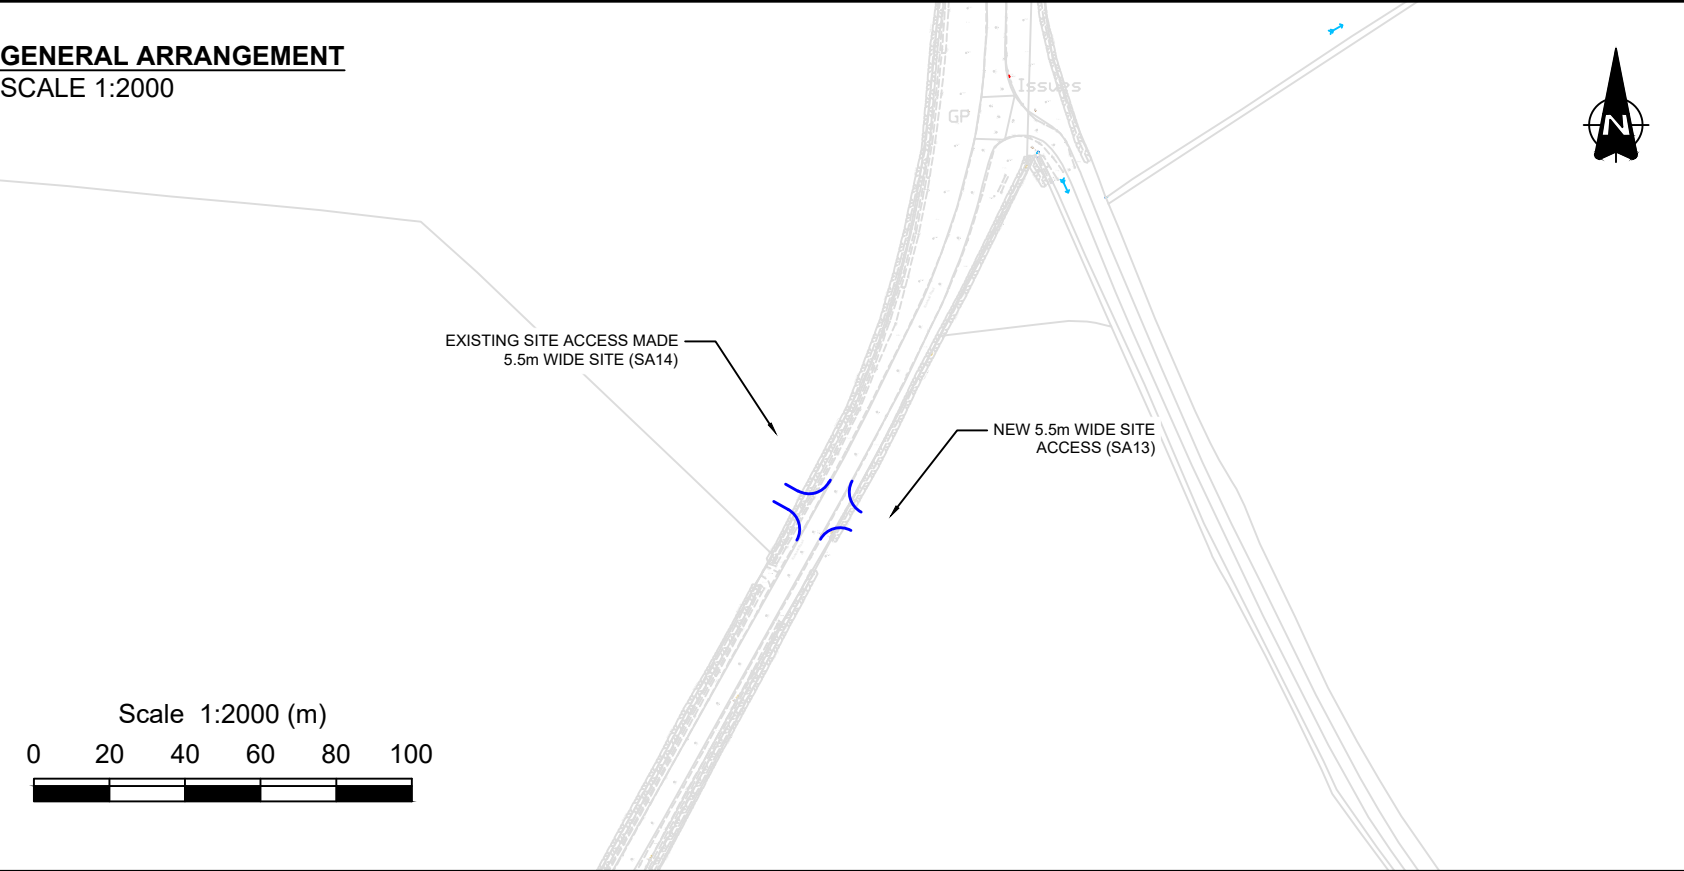 GENERAL ARRANGEMENT
SCALE 1:2000
Issues
GP
N
EXISTING SITE ACCESS MADE
5.5m WIDE SITE (SA14)
NEW 5.5m WIDE SITE
ACCESS (SA13)
Scale 1:2000 (m)
0 20 40 60 80 100